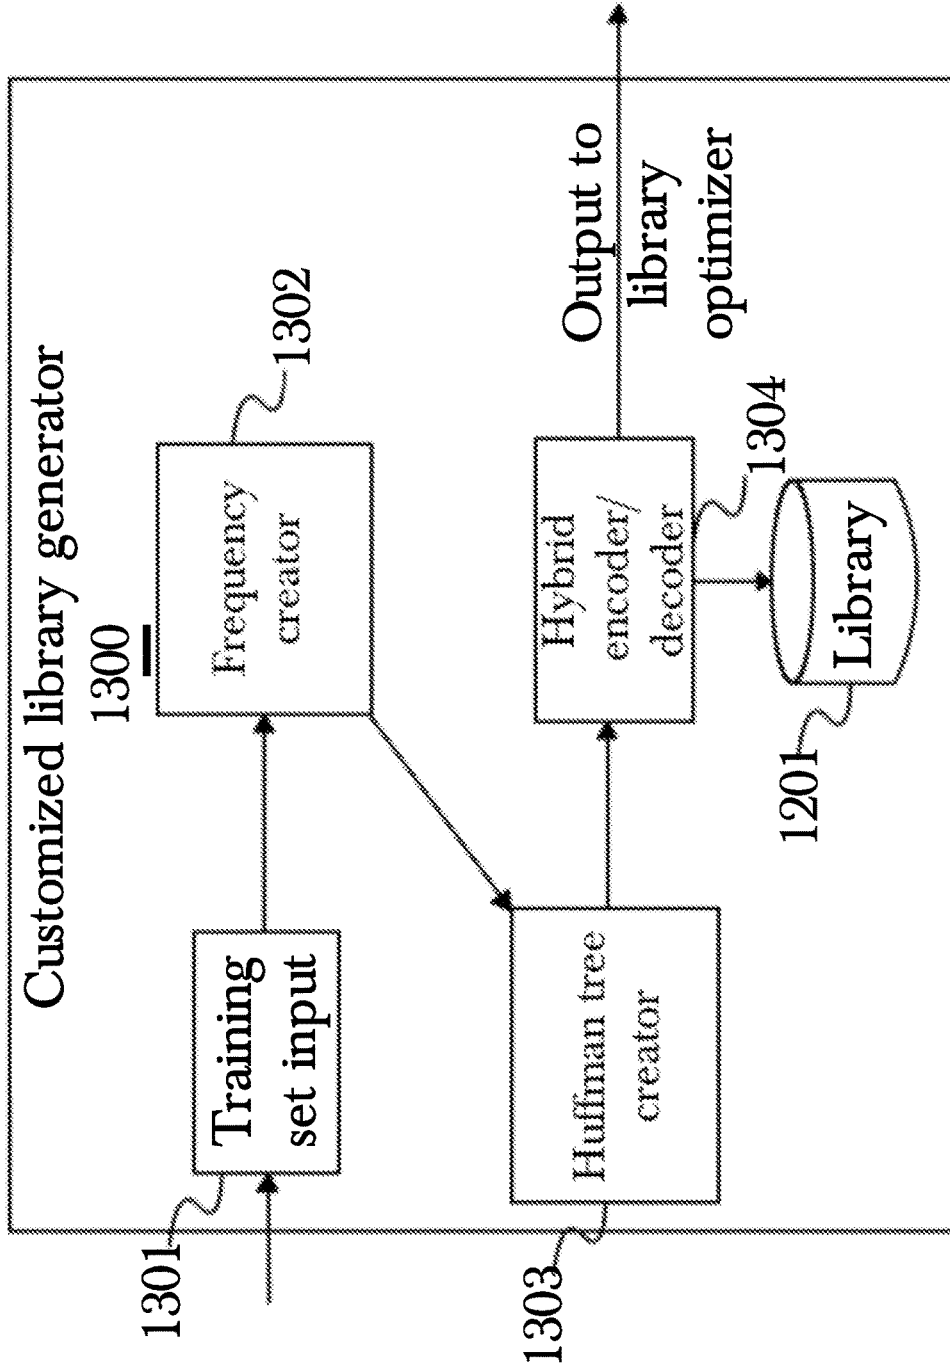 Customized library generator
1300
1301
Training
set input
Frequency
creator
1302
1303
Huffman tree
creator
Hybrid
encoder/
decoder
1304
Output to
library
optimizer
1201
Library